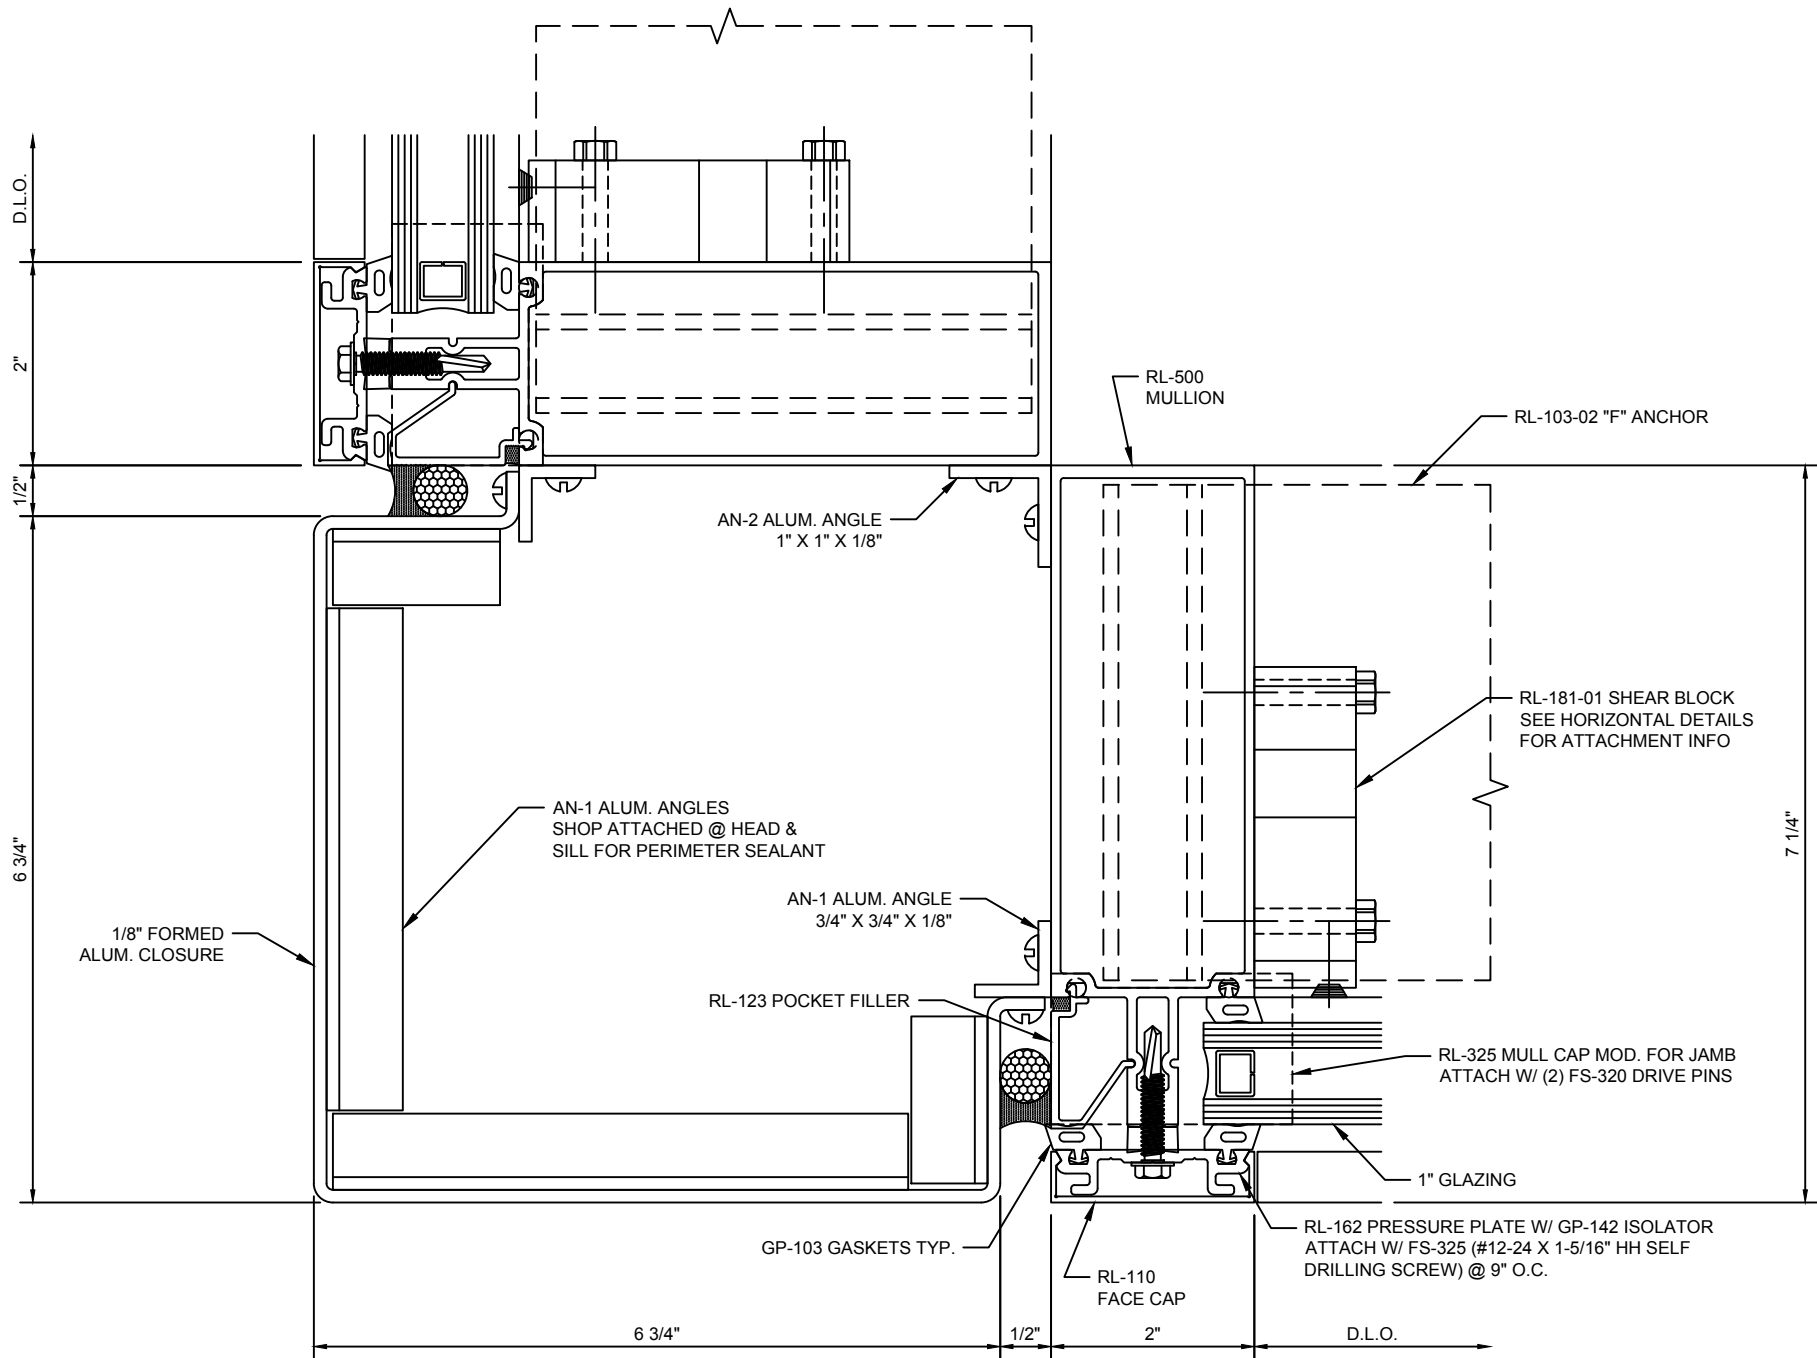 D.L.O.
2"
1/2"
6 3/4"
RL-500
MULLION
RL-103-02 "F" ANCHOR
AN-2 ALUM. ANGLE
1" X 1" X 1/8"
RL-181-01 SHEAR BLOCK
SEE HORIZONTAL DETAILS
FOR ATTACHMENT INFO
AN-1 ALUM. ANGLES
SHOP ATTACHED @ HEAD &
SILL FOR PERIMETER SEALANT
7 1/4"
AN-1 ALUM. ANGLE
3/4" X 3/4" X 1/8"
1/8" FORMED
ALUM. CLOSURE
RL-123 POCKET FILLER
RL-325 MULL CAP MOD. FOR JAMB
ATTACH W/ (2) FS-320 DRIVE PINS
1" GLAZING
GP-103 GASKETS TYP.
RL-162 PRESSURE PLATE W/ GP-142 ISOLATOR
ATTACH W/ FS-325 (#12-24 X 1-5/16" HH SELF
DRILLING SCREW) @ 9" O.C.
RL-110
FACE CAP
6 3/4"
1/2"
2"
D.L.O.